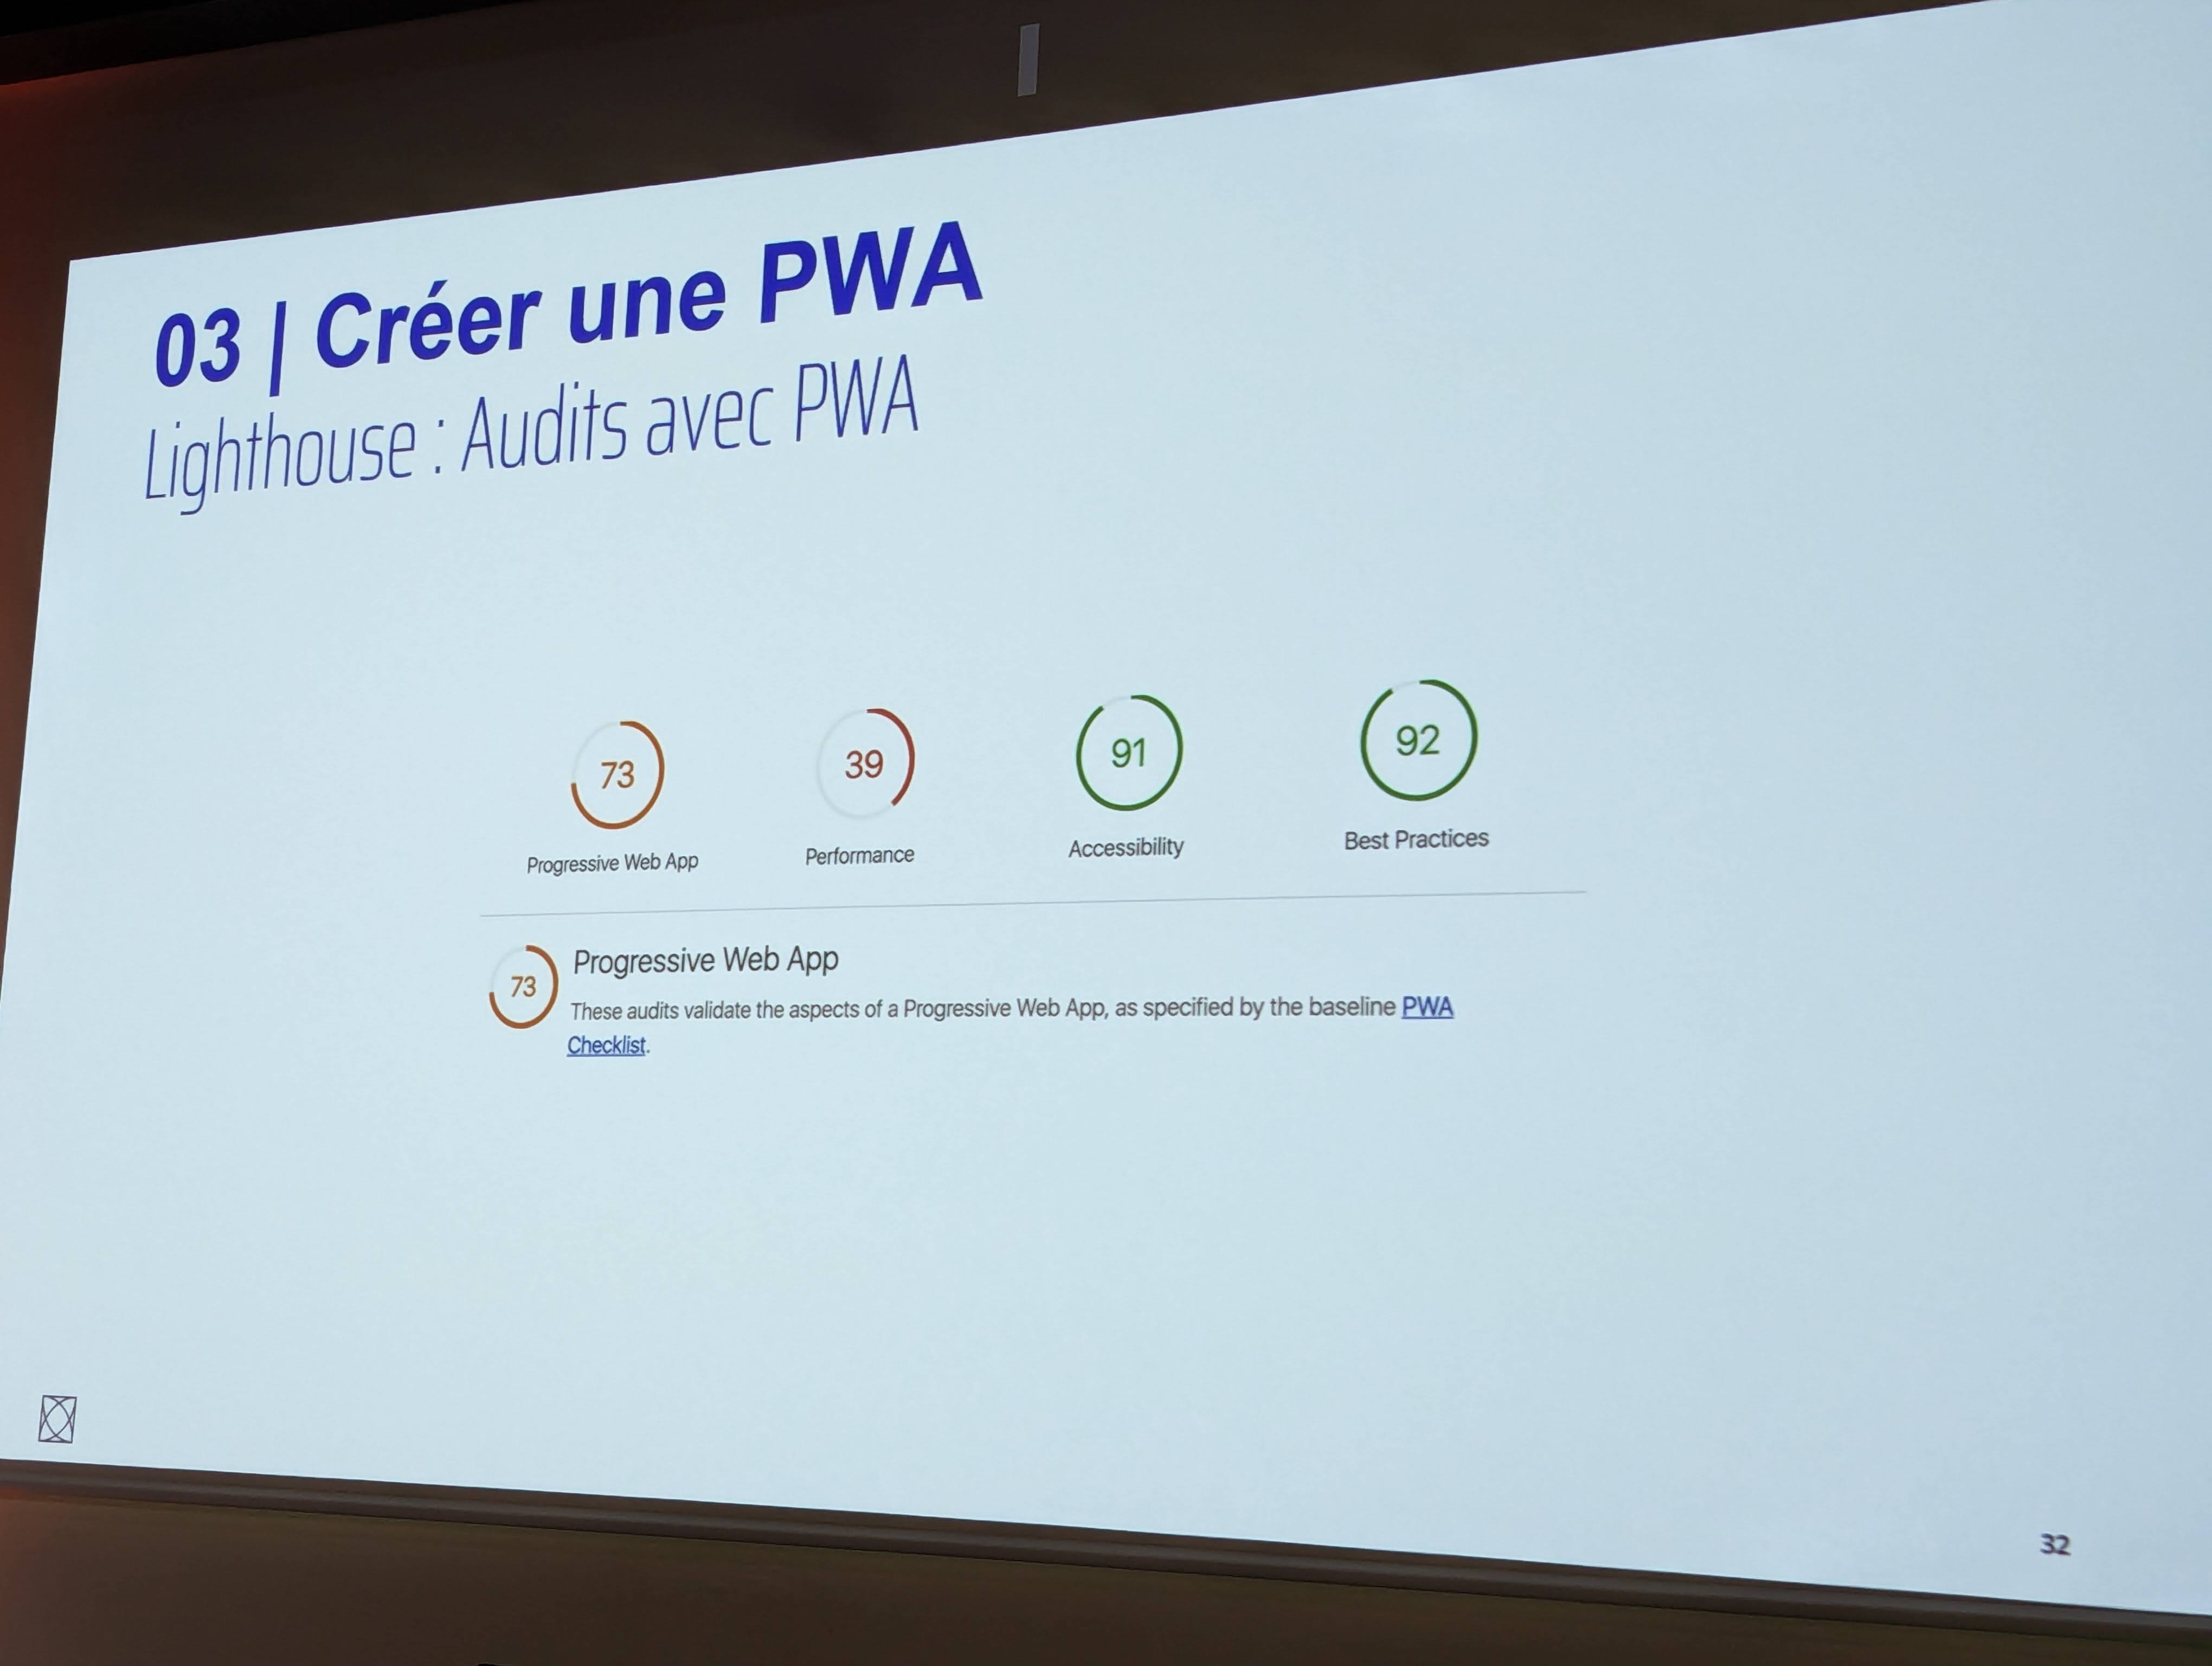 03 | Créer une PWA
Lighthouse : Audits avec PWA
73
39
91
92
Progressive Web App
Performance
Accessibility
Best Practices
73
Progressive Web App
These audits validate the aspects of a Progressive Web App, as specified by the baseline PWA
Checklist.
32